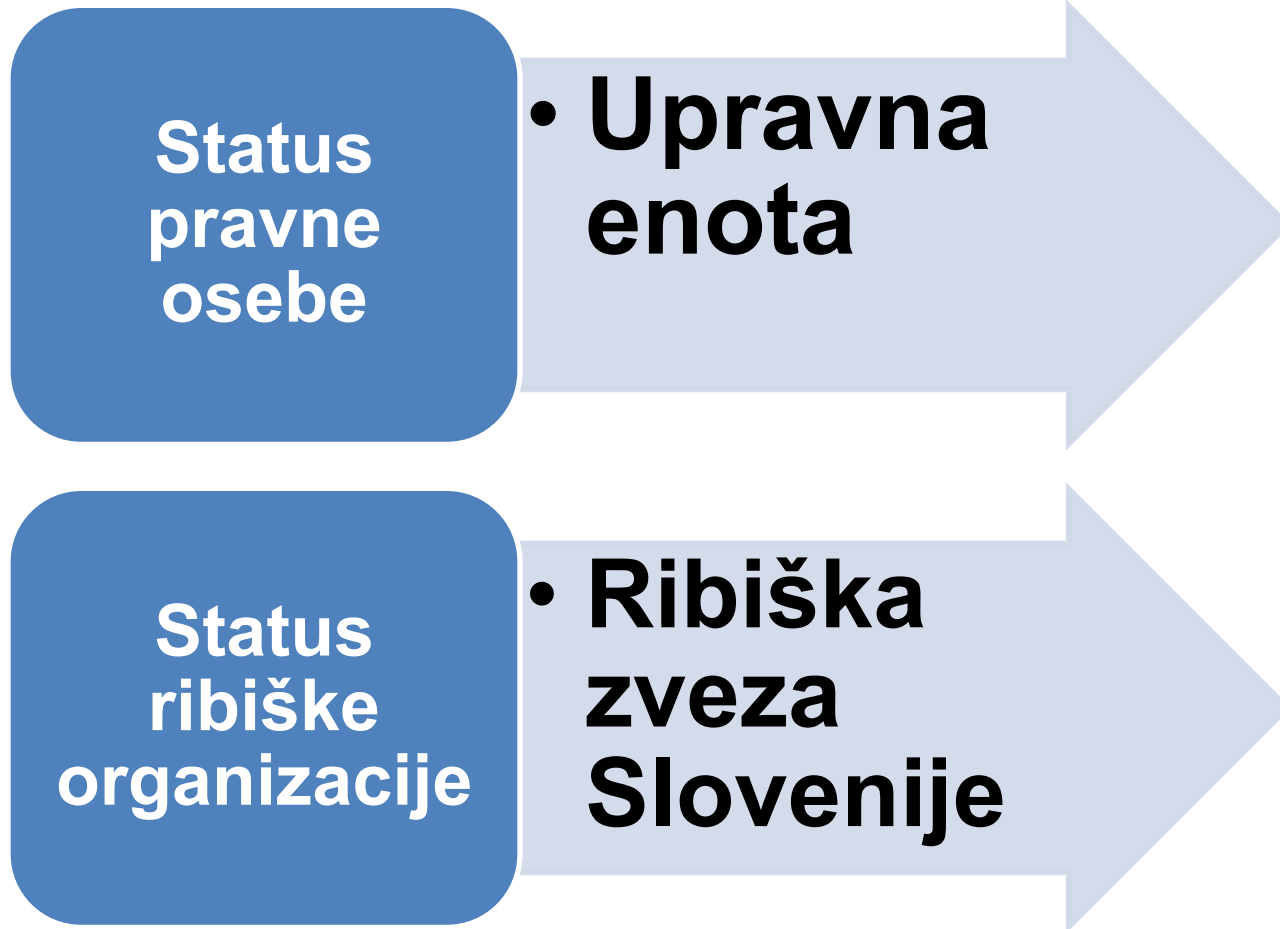 Status
pravne
osebe
• Upravna
enota
Status
ribiške
organizacije
• Ribiška
zveza
Slovenije